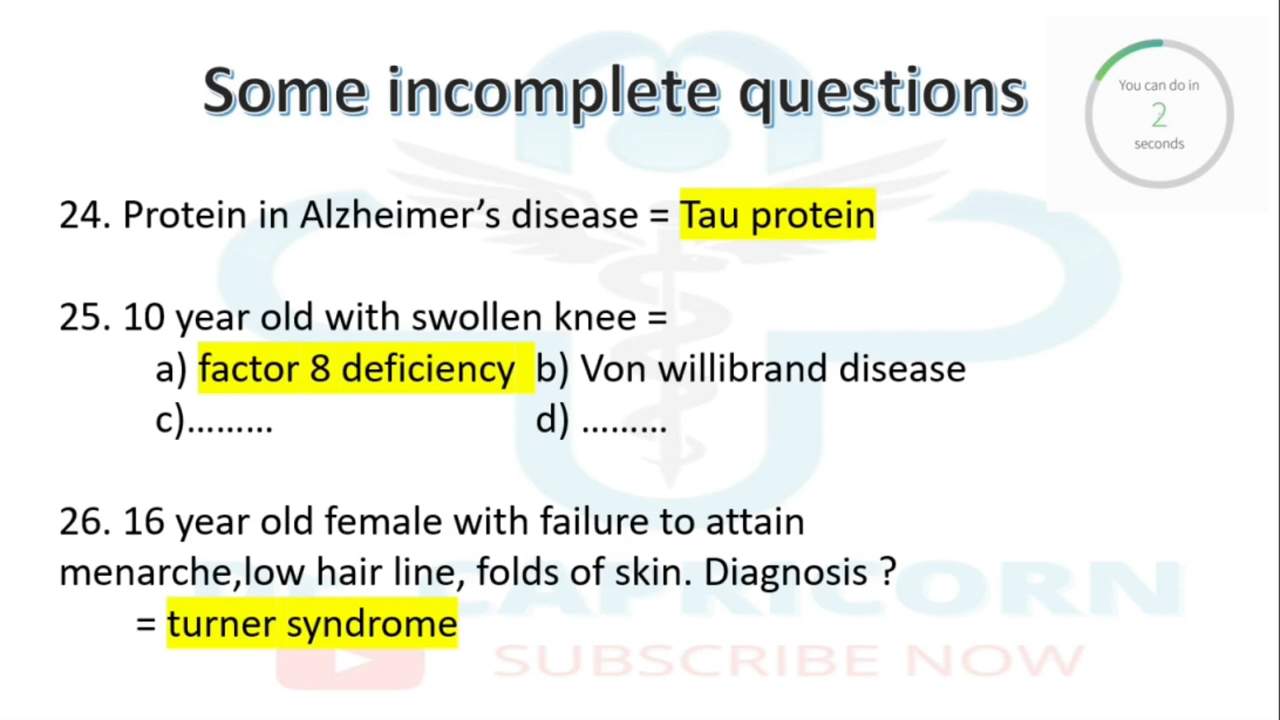 Some incomplete questions
You can do in
2
seconds
24. Protein in Alzheimer’s disease = Tau protein
25. 10 year old with swollen knee =
a) factor 8 deficiency b) Von willibrand disease
c)......... d) .........
26. 16 year old female with failure to attain
menarche,low hair line, folds of skin. Diagnosis ?
= turner syndrome
CAPRICORN
SUBSCRIBE NOW